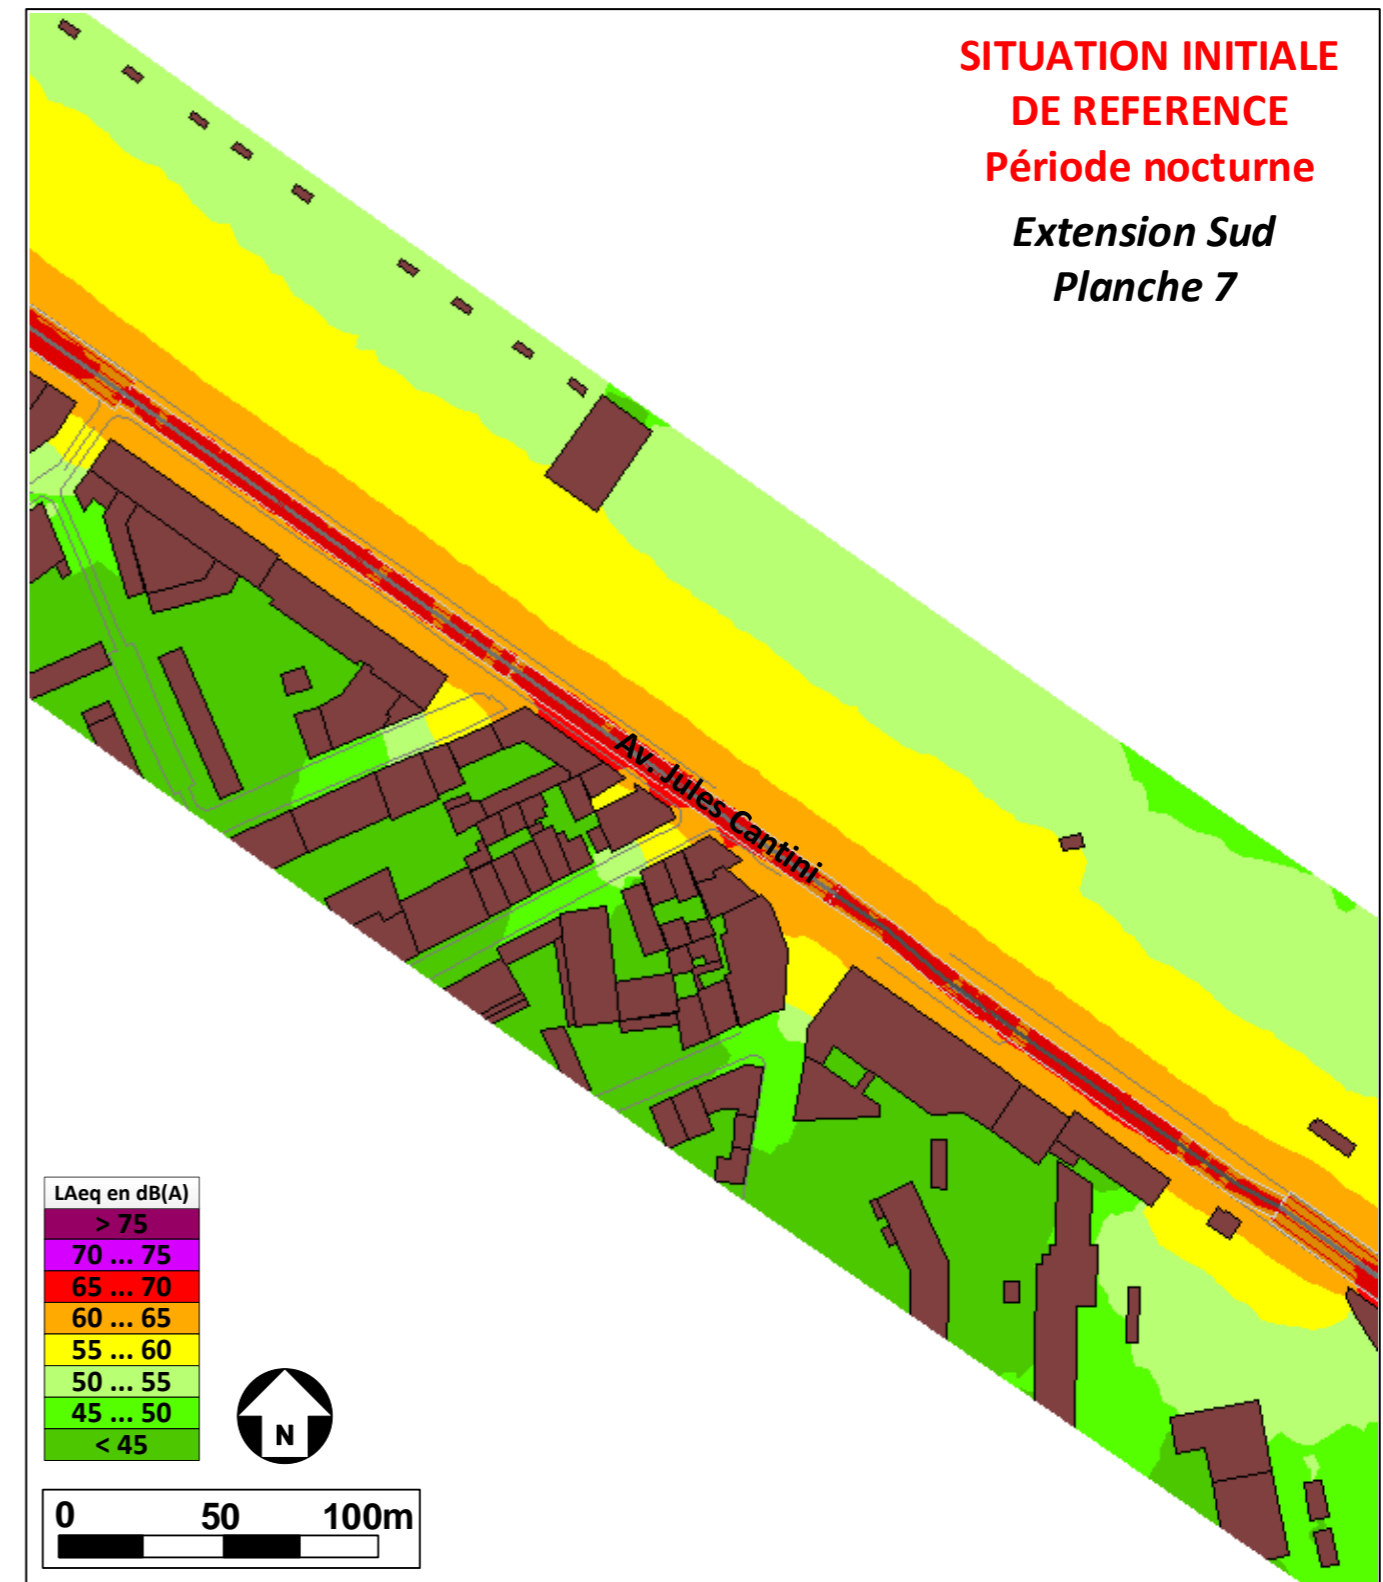 SITUATION INITIALE
DE REFERENCE
Période nocturne
Extension Sud
Planche 7
Av. Jules Cantini
LAeq en dB(A)
> 75
70 ... 75
65 ... 70
60 ... 65
55 ... 60
50 ... 55
45 ... 50
< 45
N
0 50 100m